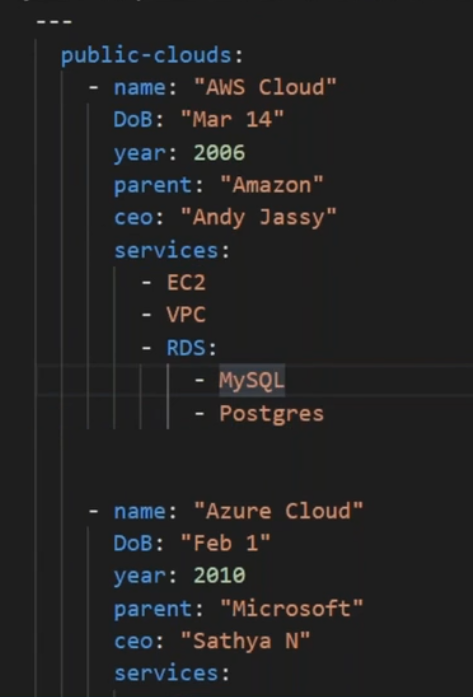 ---
public-clouds:
- name: "AWS Cloud"
DoB: "Mar 14"
year: 2006
parent: "Amazon"
ceo: "Andy Jassy"
services:
- EC2
- VPC
- RDS:
- MySQL
- Postgres
- name: "Azure Cloud"
DoB: "Feb 1"
year: 2010
parent: "Microsoft"
ceo: "Sathya N"
services: